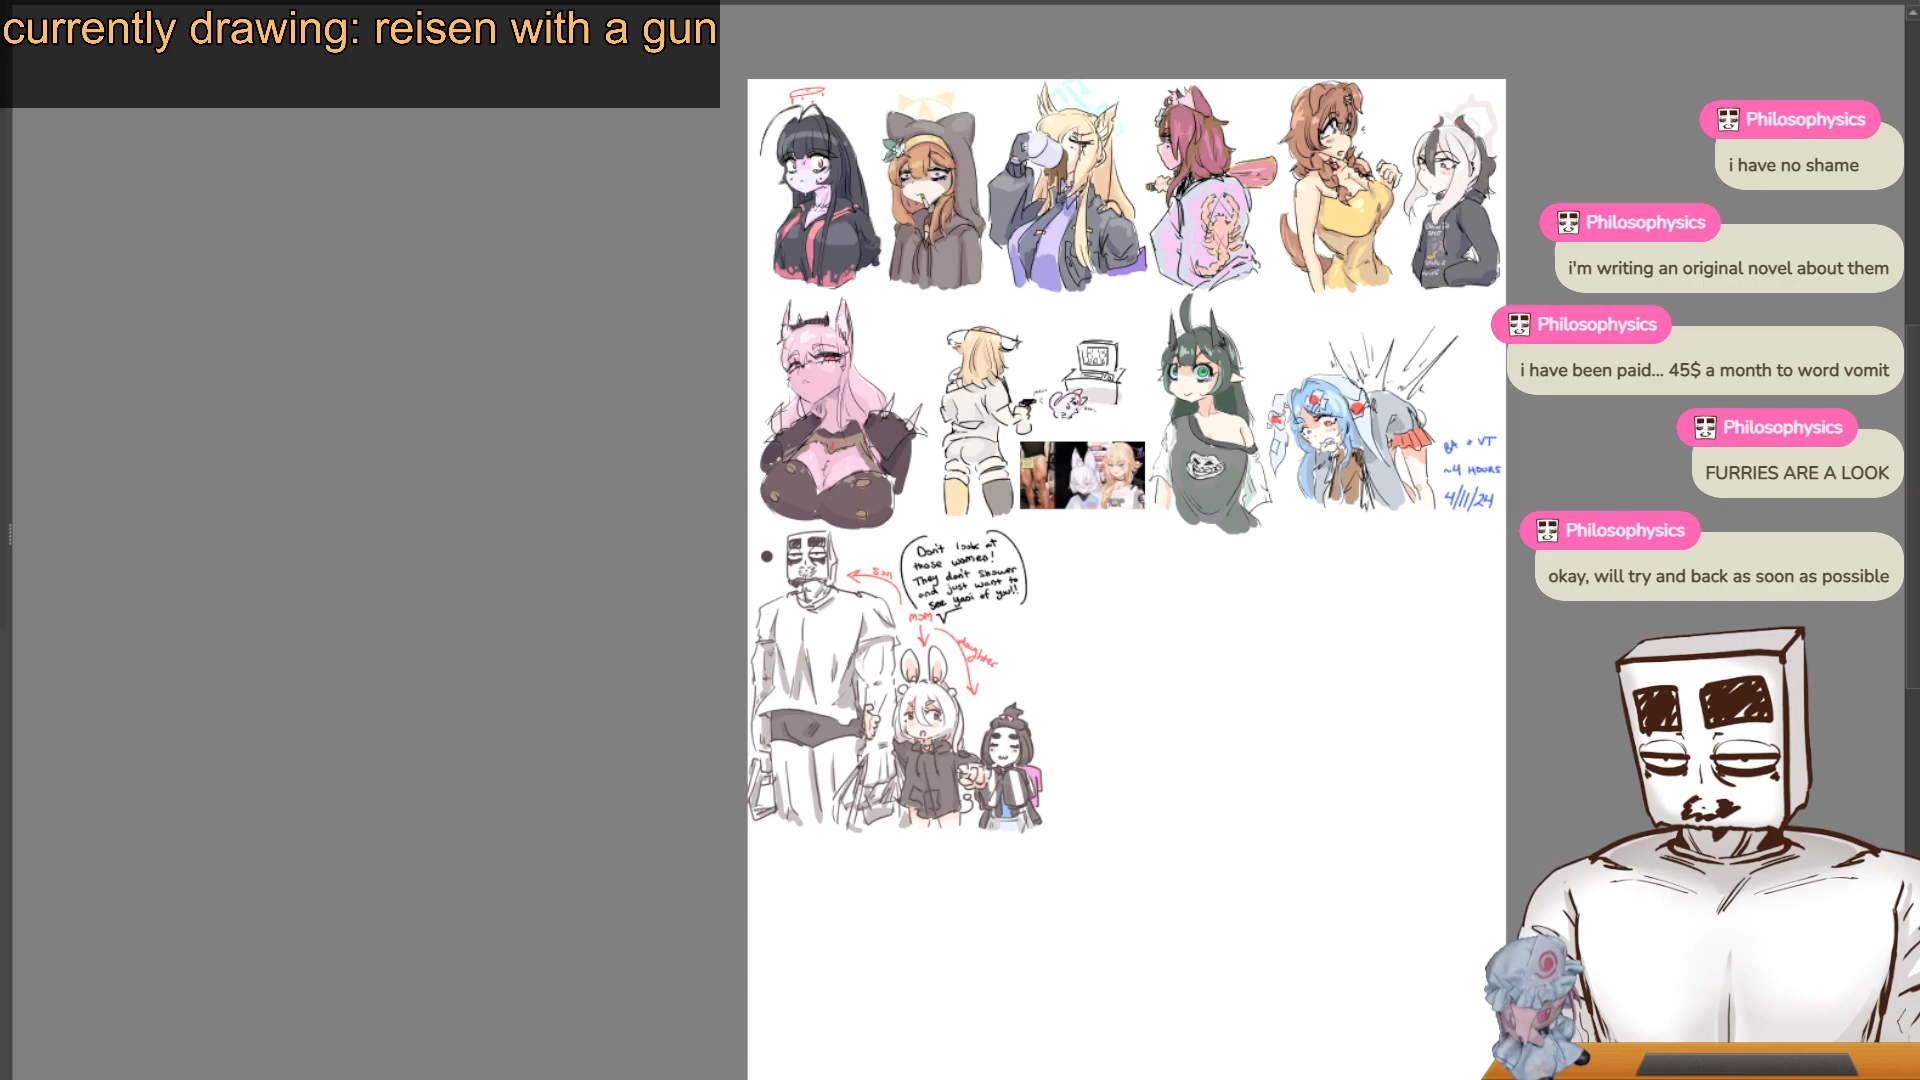 currently drawing: reisen with a gun
Philosophysics
i have no shame
Philosophysics
i'm writing an original novel about them
Philosophysics
i have been paid... 45$ a month to word vomit
Philosophysics
FURRIES ARE A LOOK
Philosophysics
okay, will try and back as soon as possible
BA + VT
~4 HOURS
4/11/24
Don't look at
those women!
They don't shower
and just want to
see yaoi of you!!
son
mom
daughter